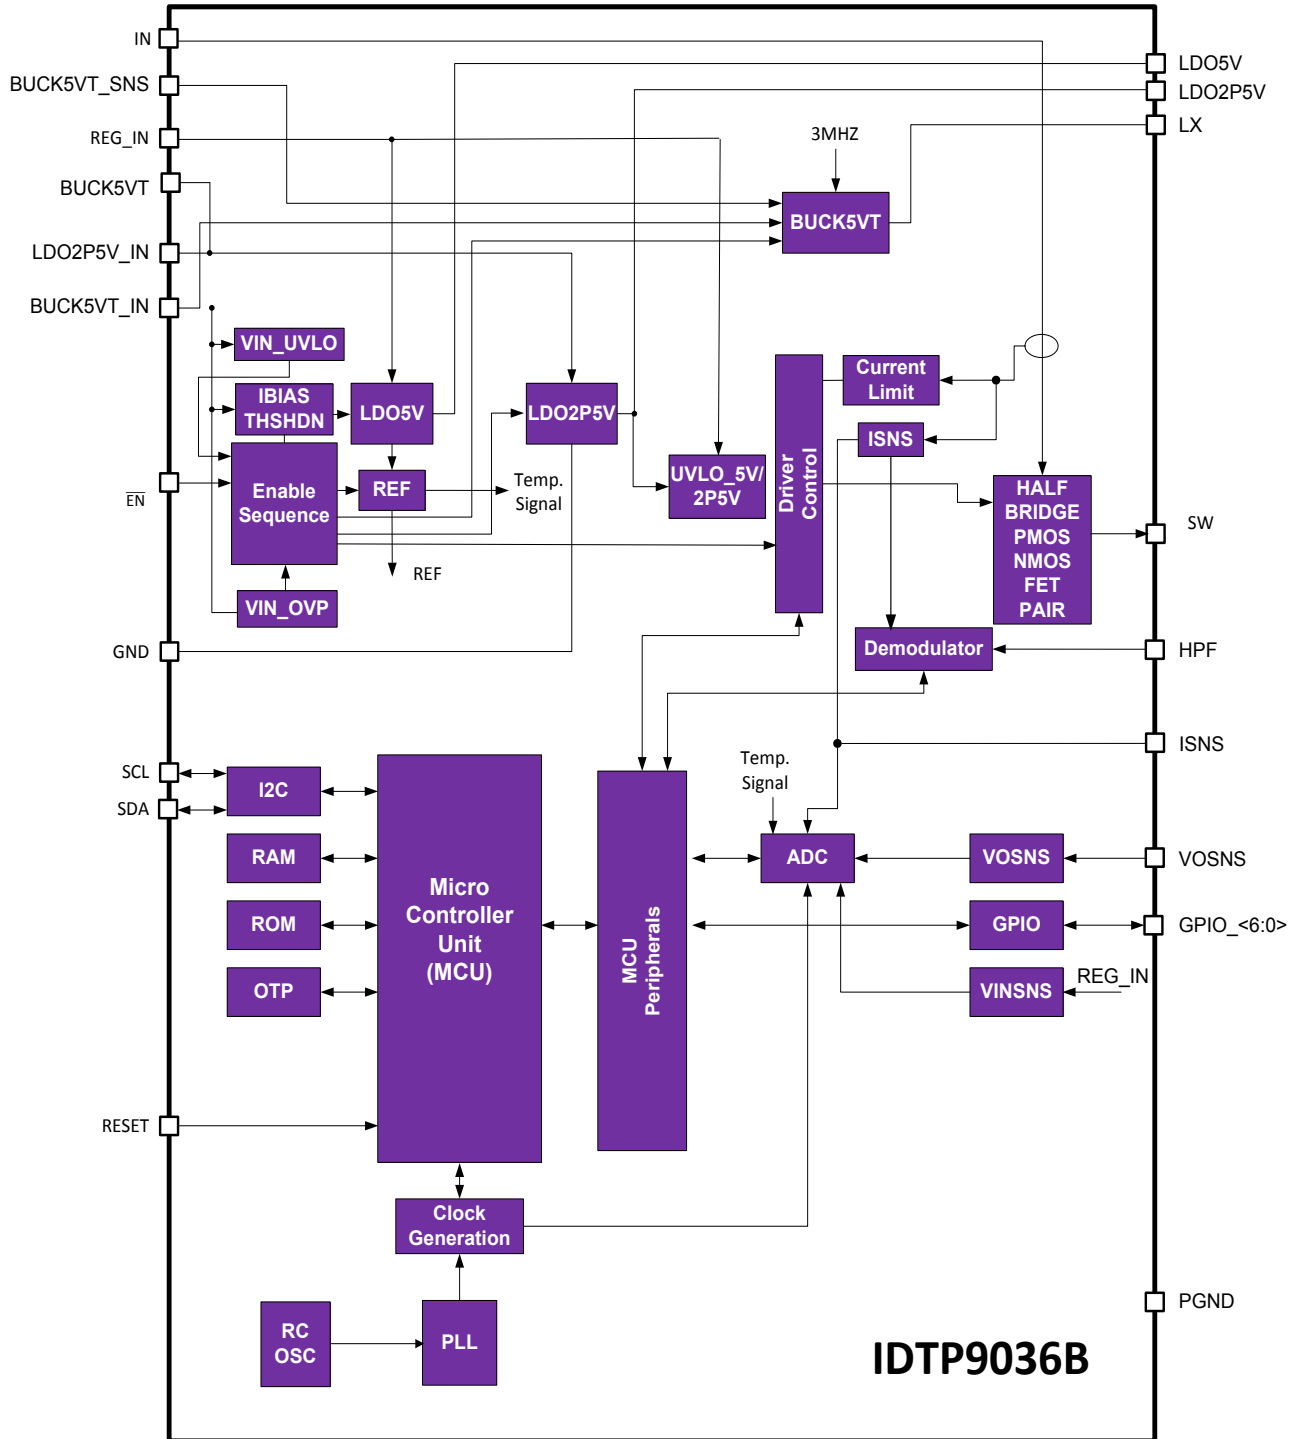 IN
LDO5V
BUCK5VT_SNS
LDO2P5V
REG_IN
3MHZ
LX
BUCK5VT
BUCK5VT
LDO2P5V_IN
BUCK5VT_IN
VIN_UVLO
IBIAS
THSHDN
LDO5V
LDO2P5V
Current
Limit
ISNS
Driver
Control
UVLO_5V/
2P5V
EN
Enable
Sequence
REF
Temp.
Signal
HALF
BRIDGE
PMOS
NMOS
FET
PAIR
SW
REF
VIN_OVP
GND
Demodulator
HPF
ISNS
SCL
SDA
I2C
Temp.
Signal
RAM
ROM
OTP
Micro
Controller
Unit
(MCU)
MCU
Peripherals
ADC
VOSNS
VOSNS
GPIO
GPIO_<6:0>
VINSNS
REG_IN
RESET
Clock
Generation
RC
OSC
PLL
PGND
IDTP9036B